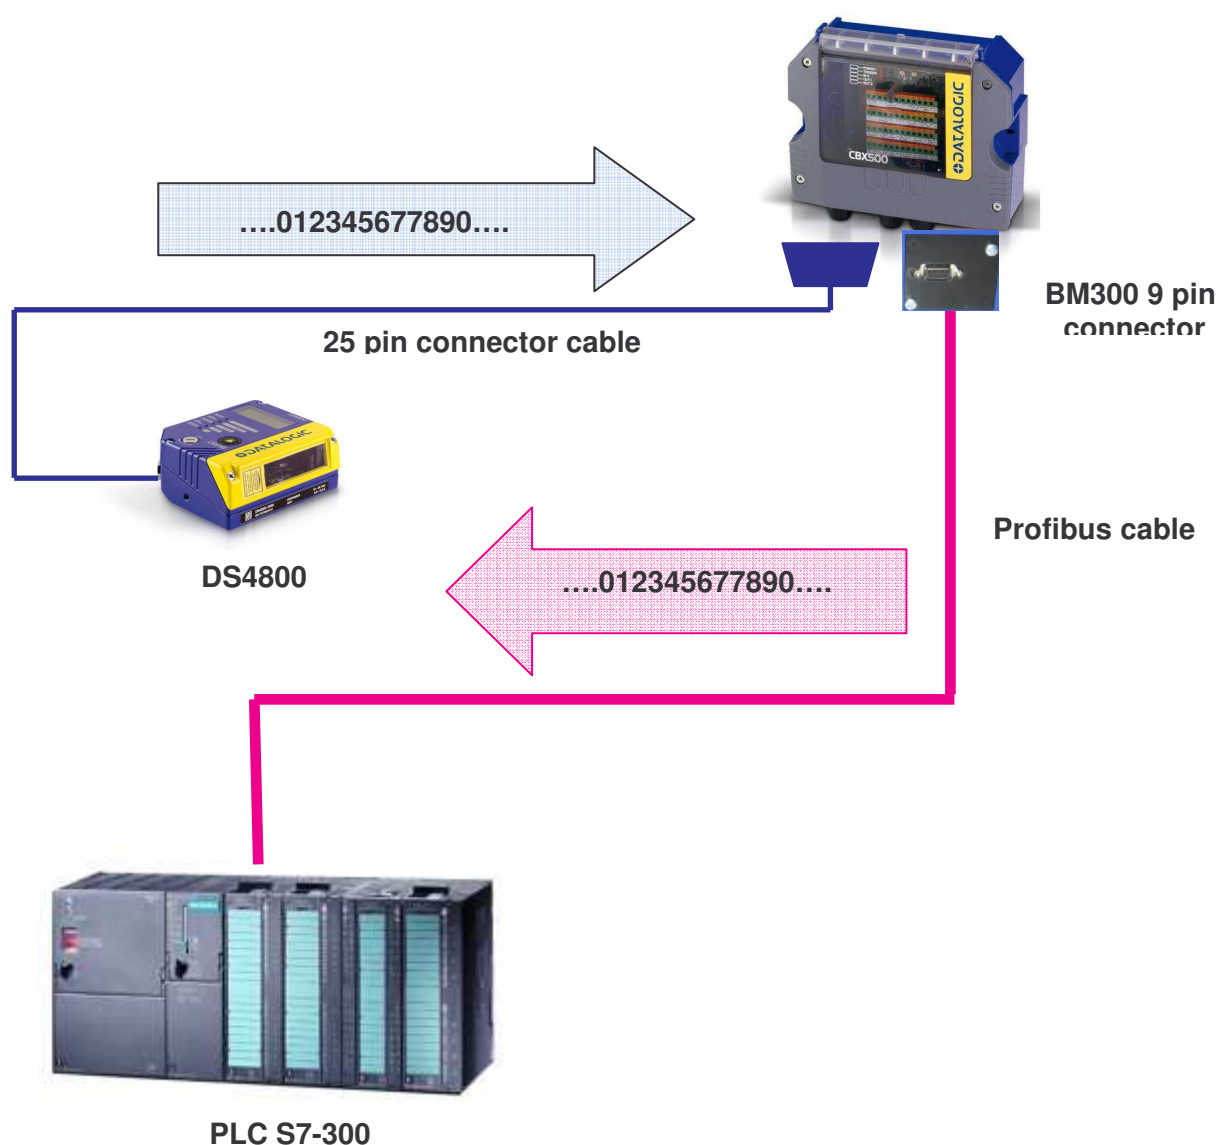 DATALOGIC
CBX500
....012345677890....
BM300 9 pin
connector
25 pin connector cable
DATALOGIC
Profibus cable
....012345677890....
DS4800
PLC S7-300